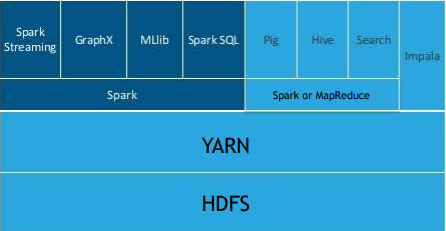 Spark
Streaming
GraphX
MLlib
Spark SQL
Pig
Hive
Search
Impala
Spark
Spark or MapReduce
YARN
HDFS